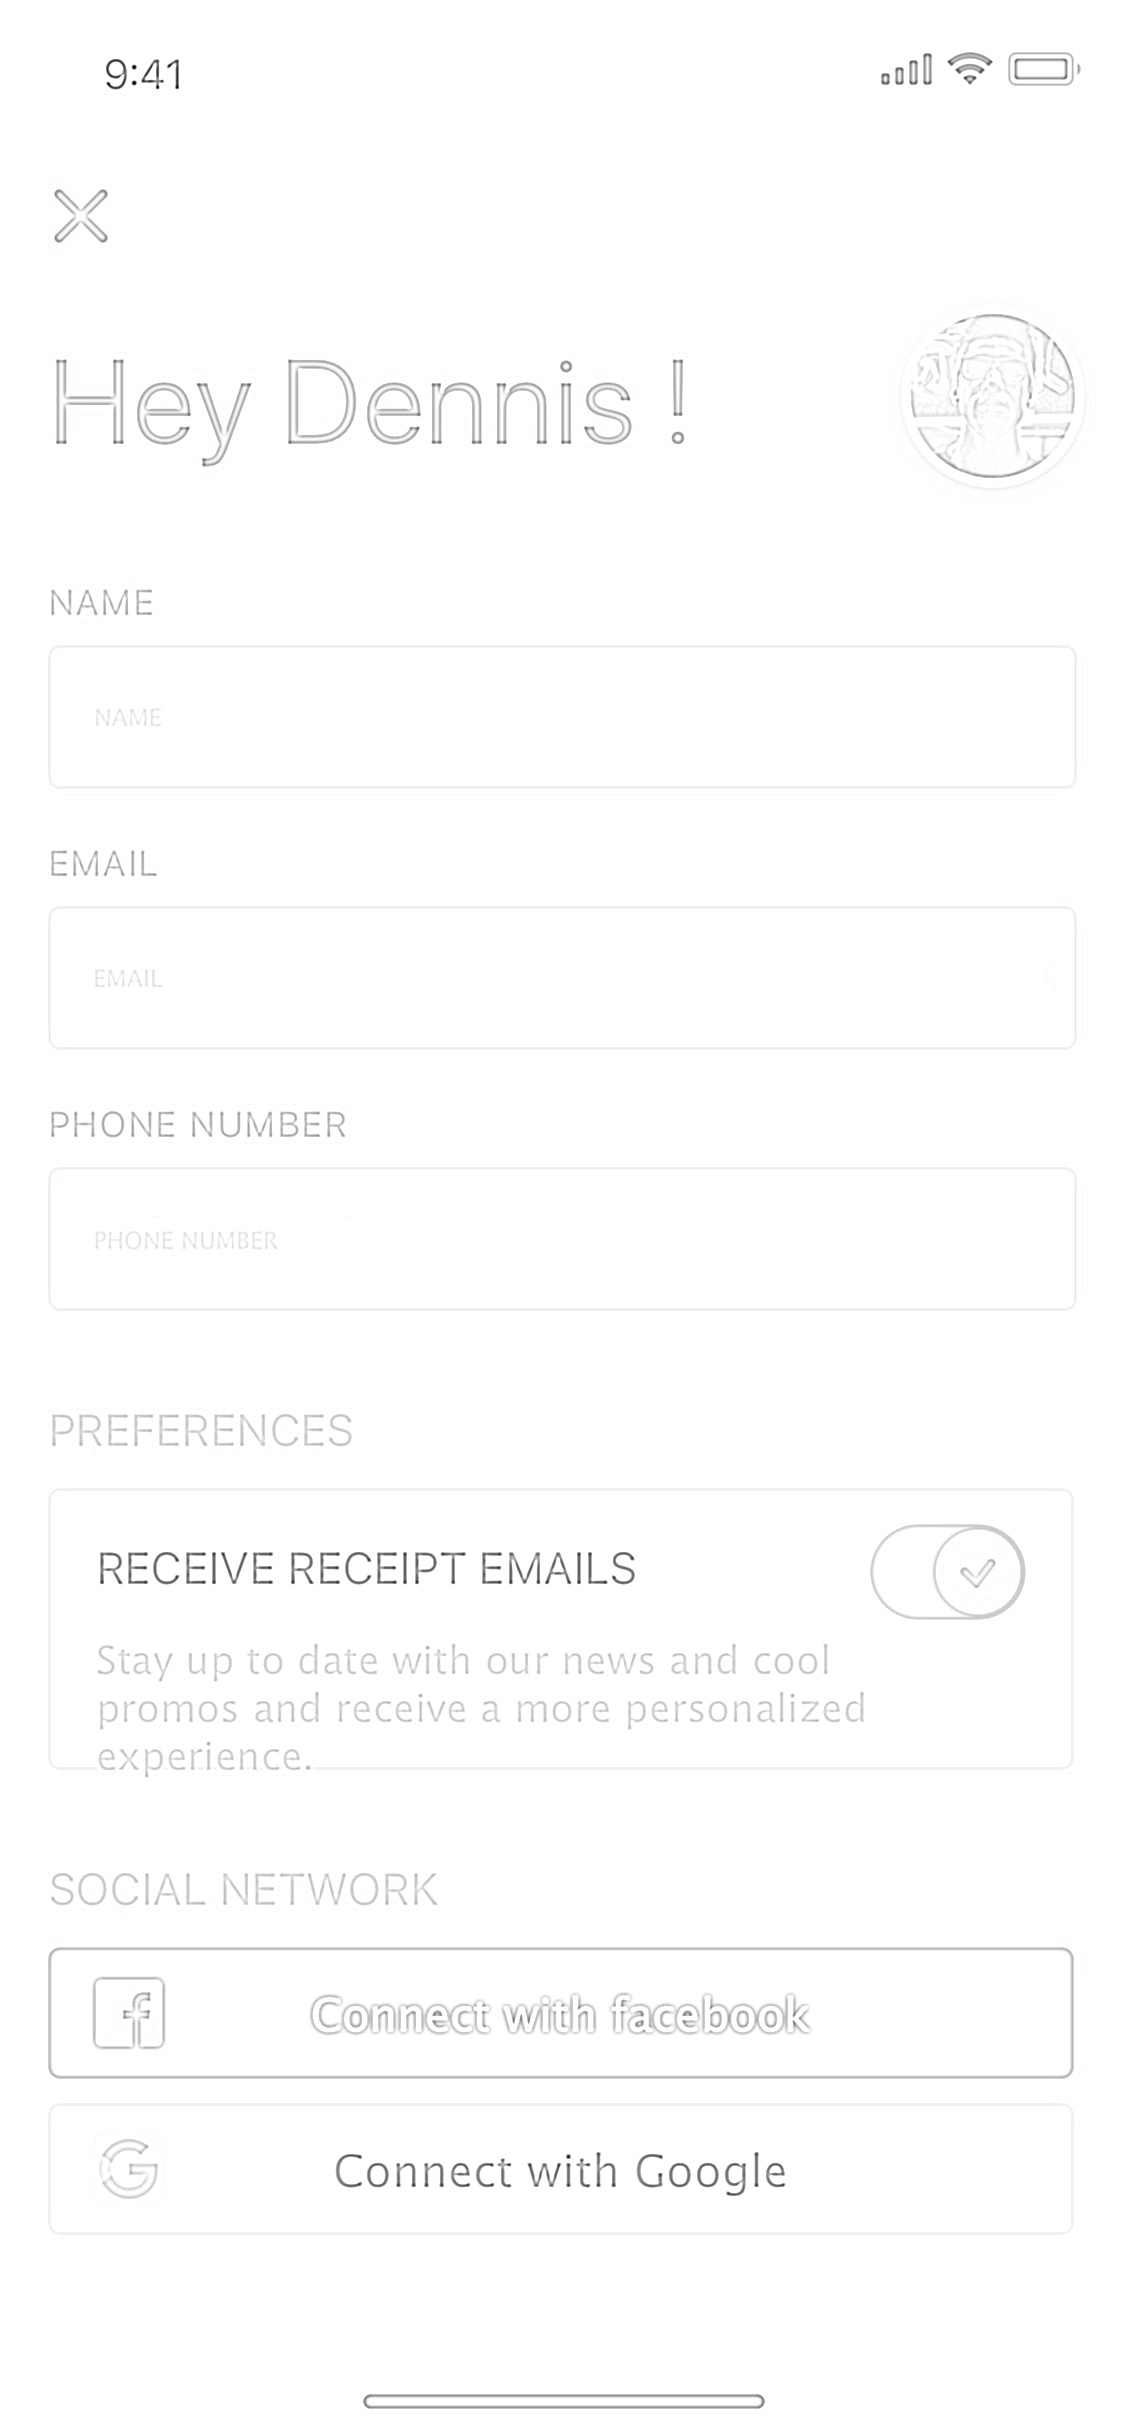 9:41
Hey Dennis !
NAME
NAME
EMAIL
EMAIL
PHONE NUMBER
PHONE NUMBER
PREFERENCES
RECEIVE RECEIPT EMAILS
Stay up to date with our news and cool
promos and receive a more personalized
experience.
SOCIAL NETWORK
Connect with facebook
Connect with Google